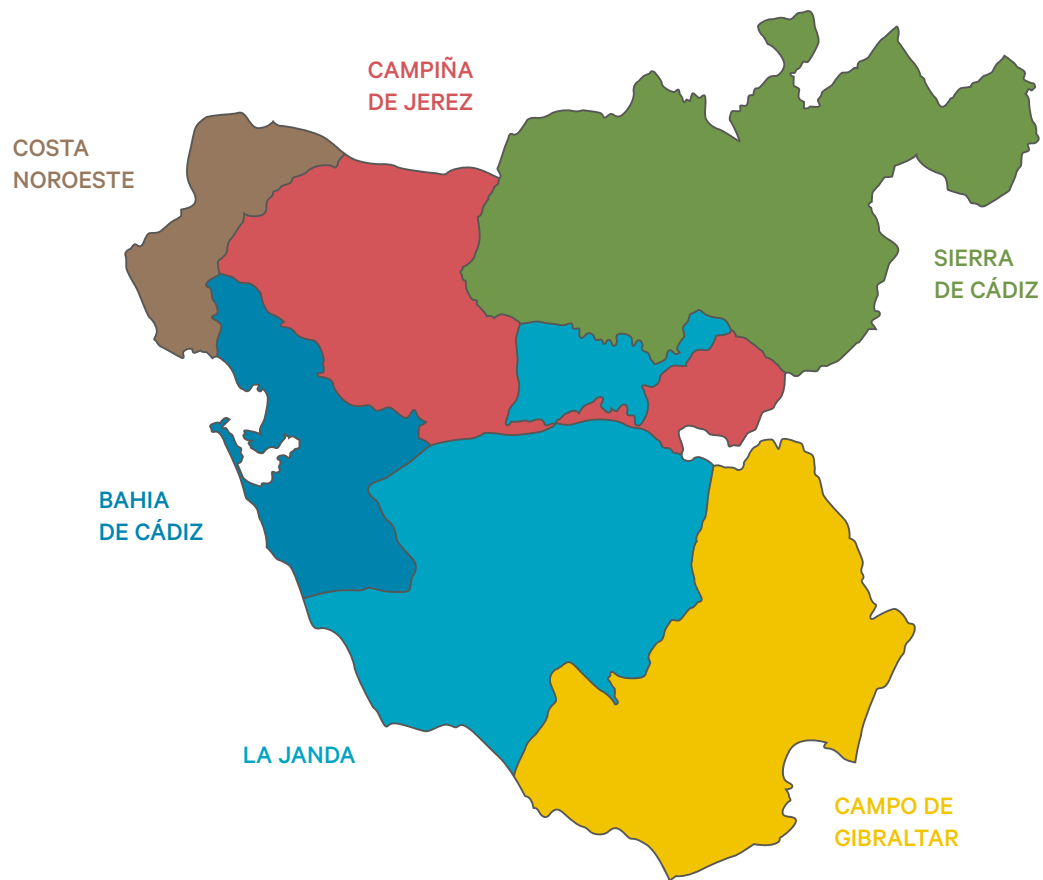 CAMPIÑA
DE JEREZ
COSTA
NOROESTE
SIERRA
DE CÁDIZ
BAHIA
DE CÁDIZ
LA JANDA
CAMPO DE
GIBRALTAR